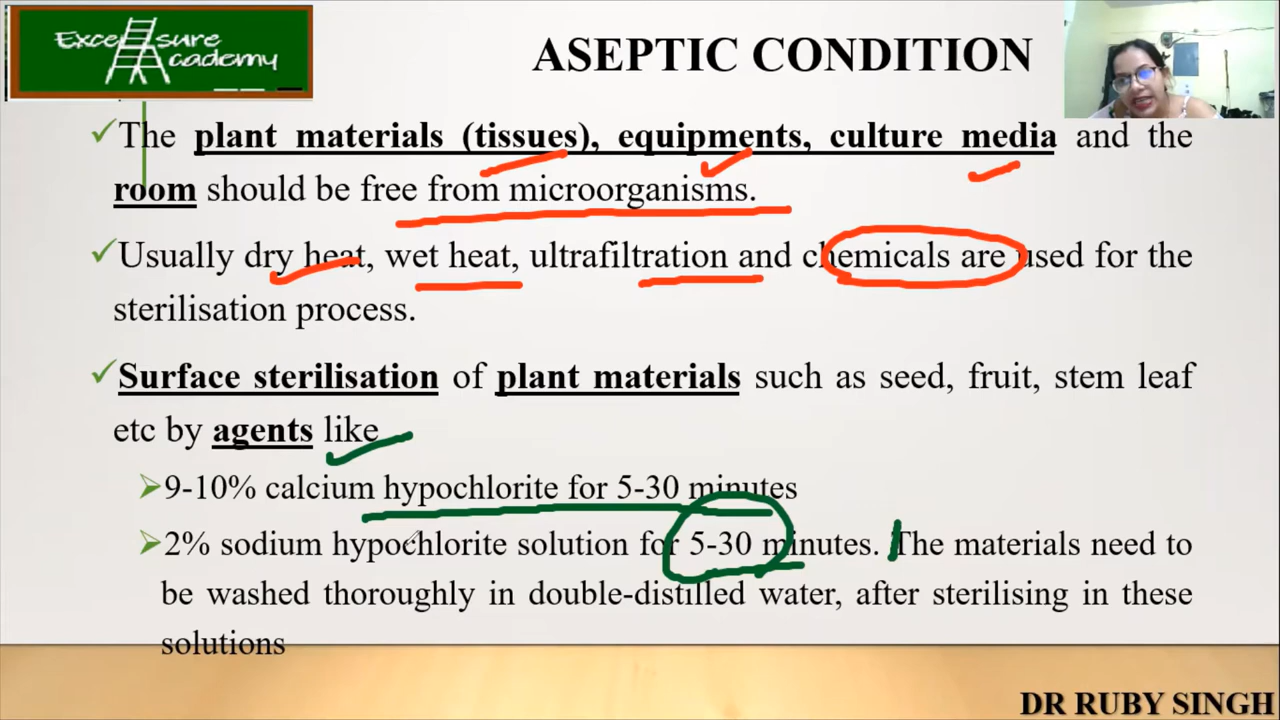 Excel sure
Academy
ASEPTIC CONDITION
The plant materials (tissues), equipments, culture media and the
room should be free from microorganisms.
Usually dry heat, wet heat, ultrafiltration and chemicals are used for the
sterilisation process.
Surface sterilisation of plant materials such as seed, fruit, stem leaf
etc by agents like
9-10% calcium hypochlorite for 5-30 minutes
2% sodium hypochlorite solution for 5-30 minutes. The materials need to
be washed thoroughly in double-distilled water, after sterilising in these
solutions
DR RUBY SINGH